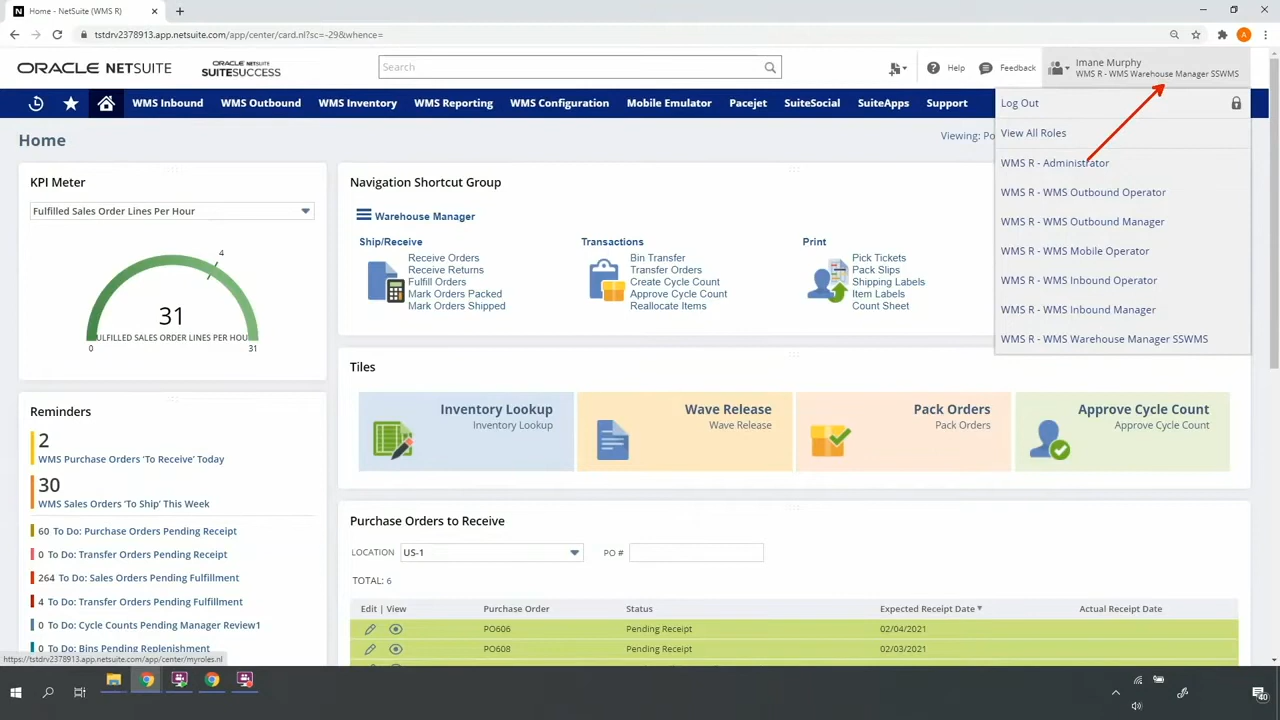 Home - NetSuite (WMS R)
tstdrv2378913.app.netsuite.com/app/center/card.nl?sc=-29&whence=
A
ORACLE NETSUITE
ORACLE NETSUITE
SUITESUCCESS
Search
Help
Feedback
Imane Murphy
WMS R - WMS Warehouse Manager SSWMS
WMS Inbound
WMS Outbound
WMS Inventory
WMS Reporting
WMS Configuration
Mobile Emulator
Pacejet
SuiteSocial
SuiteApps
Support
Log Out
View All Roles
WMS R - Administrator
WMS R - WMS Outbound Operator
WMS R - WMS Outbound Manager
WMS R - WMS Mobile Operator
WMS R - WMS Inbound Operator
WMS R - WMS Inbound Manager
WMS R - WMS Warehouse Manager SSWMS
Home
Viewing: Po
KPI Meter
Fulfilled Sales Order Lines Per Hour
4
31
FULFILLED SALES ORDER LINES PER HOU
0
31
Navigation Shortcut Group
Warehouse Manager
Ship/Receive
Receive Orders
Receive Returns
Fulfill Orders
Mark Orders Packed
Mark Orders Shipped
Transactions
Bin Transfer
Transfer Orders
Create Cycle Count
Approve Cycle Count
Reallocate Items
Print
Pick Tickets
Pack Slips
Shipping Labels
Item Labels
Count Sheet
Reminders
2
WMS Purchase Orders 'To Receive' Today
30
WMS Sales Orders 'To Ship' This Week
60 To Do: Purchase Orders Pending Receipt
0 To Do: Transfer Orders Pending Receipt
264 To Do: Sales Orders Pending Fulfillment
4 To Do: Transfer Orders Pending Fulfillment
0 To Do: Cycle Counts Pending Manager Review1
0 To Do: Bins Pending Replenishment
Tiles
Inventory Lookup
Inventory Lookup
Wave Release
Wave Release
Pack Orders
Pack Orders
Approve Cycle Count
Approve Cycle Count
Purchase Orders to Receive
LOCATION US-1 PO #
TOTAL: 6
Edit | View Purchase Order Status Expected Receipt Date Actual Receipt Date
PO606 Pending Receipt 02/04/2021
PO608 Pending Receipt 02/03/2021
https://tstdrv2378913.app.netsuite.com/app/center/myroles.nl
40